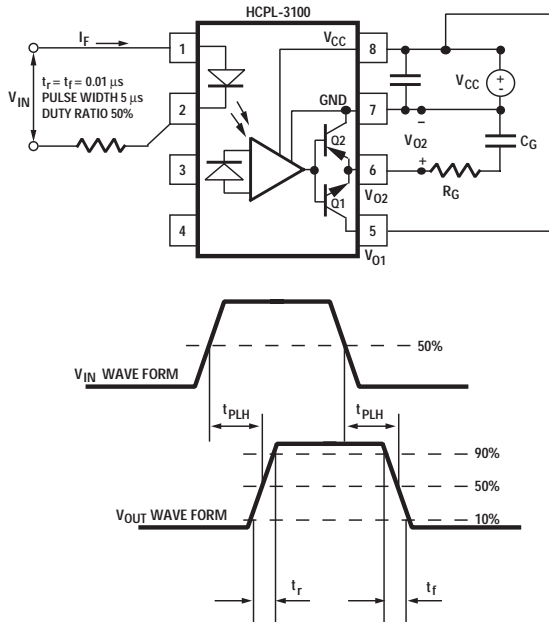 HCPL-3100
I_F
1
V_CC
8
V_IN
t_r = t_f = 0.01 µs
PULSE WIDTH 5 µs
DUTY RATIO 50%
V_CC
+
-
2
GND
7
–
Q2
V_O2
C_G
3
+
6
V_O2
R_G
Q1
4
5
V_O1
50%
V_IN WAVE FORM
t_PLH
t_PLH
90%
50%
V_OUT WAVE FORM
10%
t_r
t_f